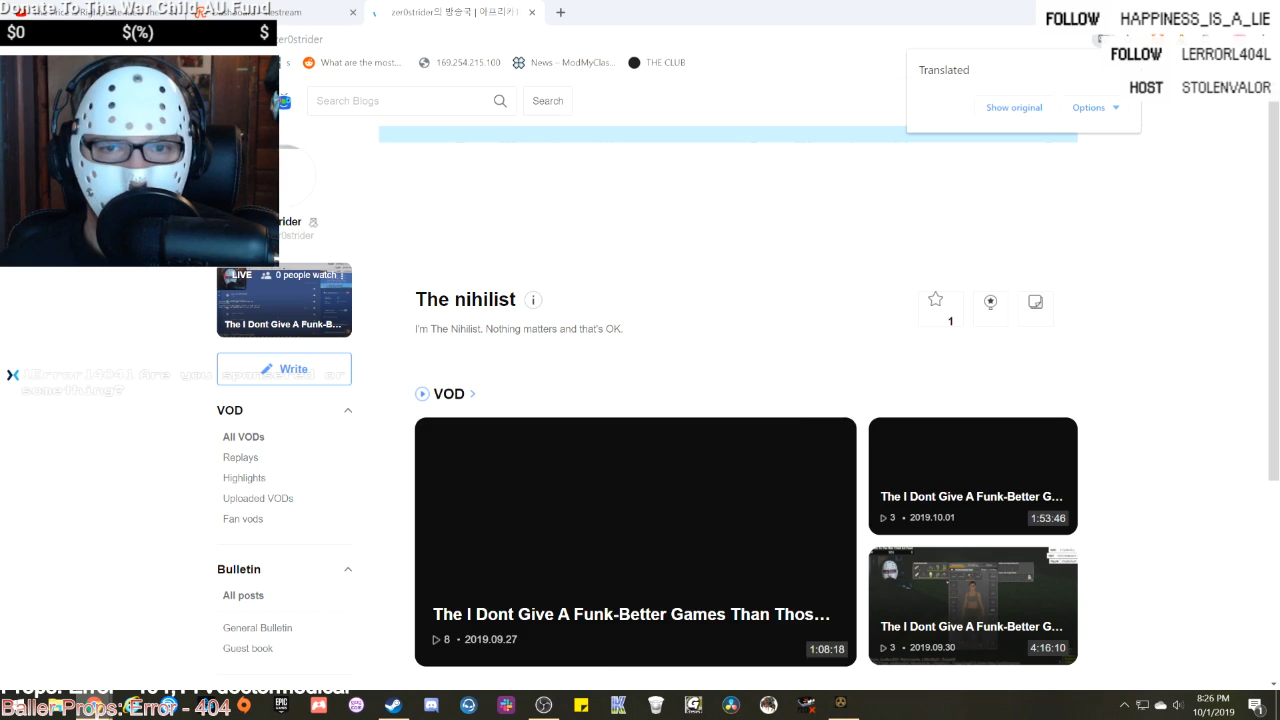 Donate To The War Child AU Fund
$0 $(%) $
zer0strider의 방송국 | 아프리카
FOLLOW HAPPINESS_IS_A_LIE
FOLLOW LERRORL404L
HOST STOLENVALOR
What are the most...
169.254.215.100
News – ModMyClas...
THE CLUB
Translated
Show original
Options
Search Blogs
Search
LIVE 0 people watch
The I Dont Give A Funk-B...
Write
[Error1404] Are you sponsered or
something?
The nihilist
1
I'm The Nihilist. Nothing matters and that's OK.
VOD
All VODs
Replays
Highlights
Uploaded VODs
Fan vods
Bulletin
All posts
General Bulletin
Guest book
VOD
The I Dont Give A Funk-Better Games Than Thos...
8 • 2019.09.27
1:08:18
The I Dont Give A Funk-Better G...
3 • 2019.10.01
1:53:46
The I Dont Give A Funk-Better G...
3 • 2019.09.30
4:16:10
Baller Props: Error - 404
8:26 PM
10/1/2019